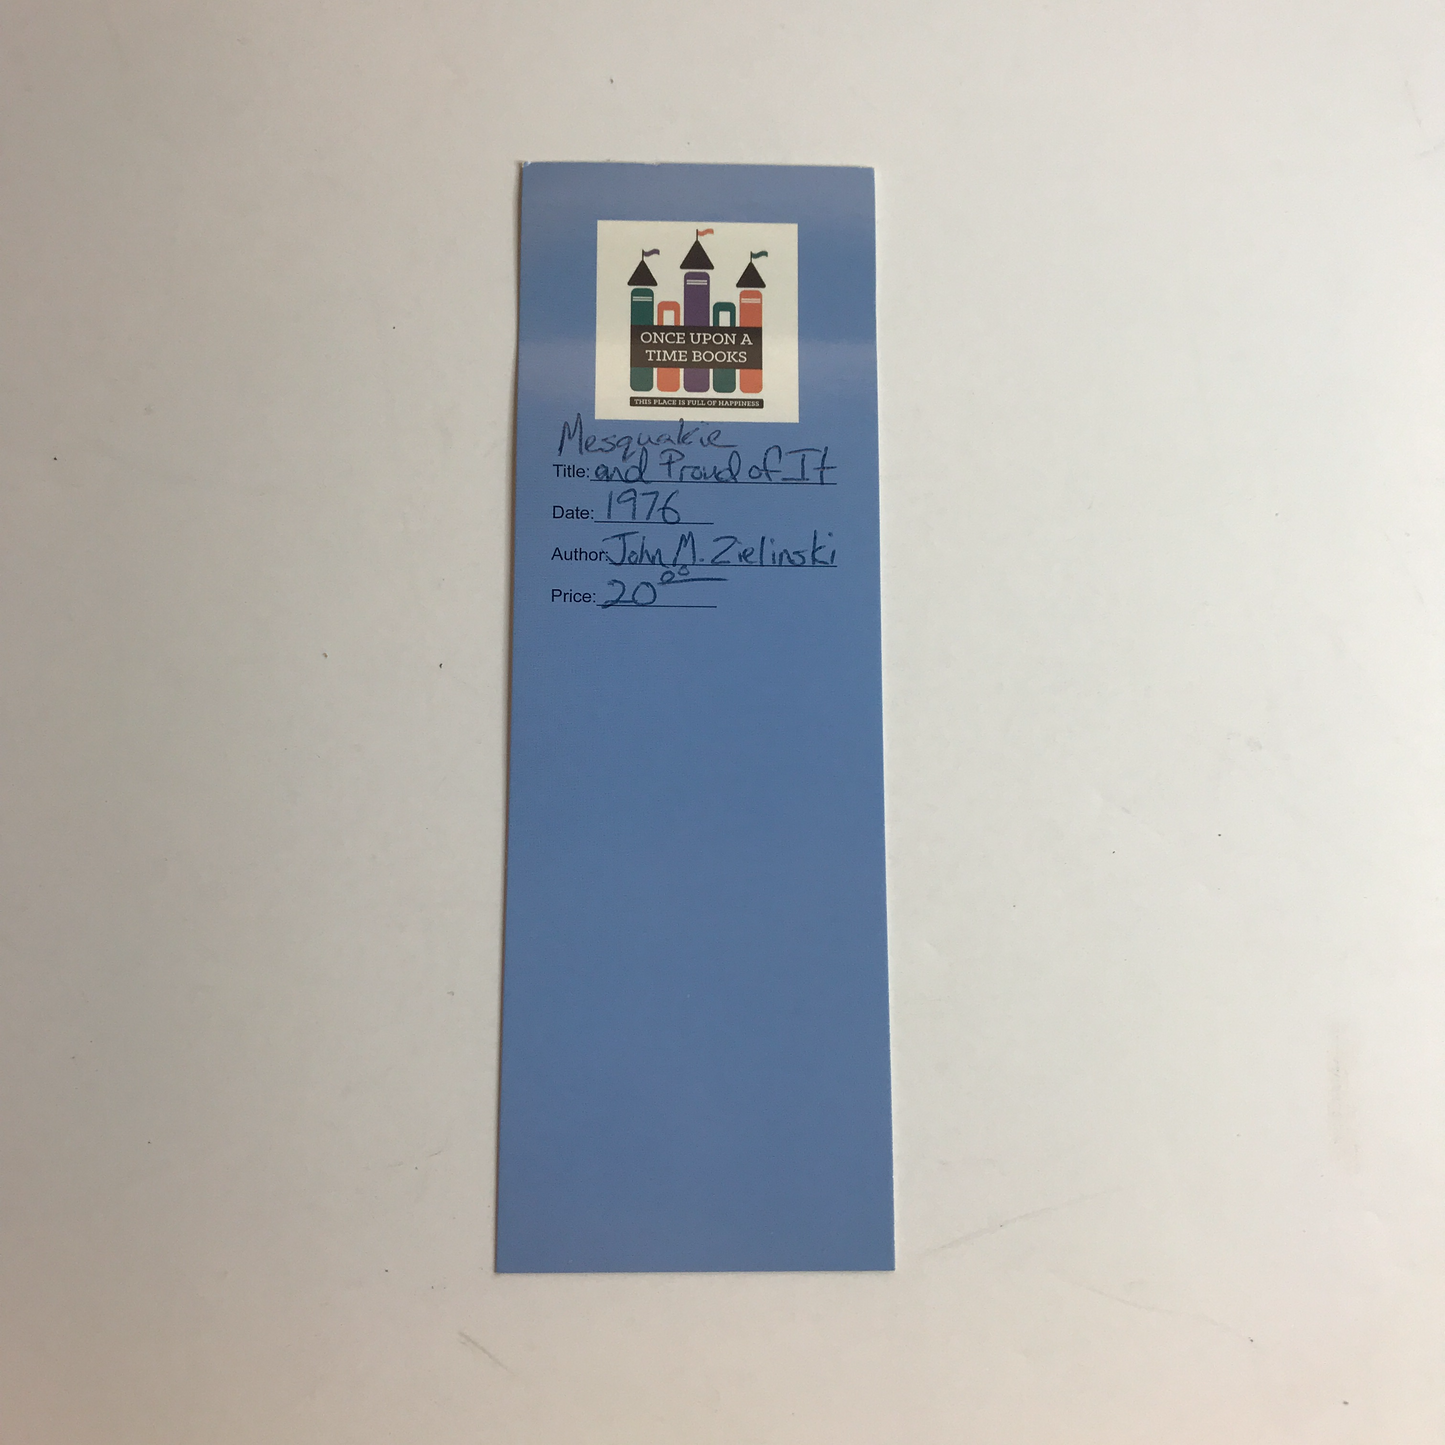 ONCE UPON A
TIME BOOKS
THIS PLACE IS FULL OF HAPPINESS
Mesquakie
Title: and Proud of It
Date: 1976
Author: John M. Zielinski
Price: 20 00